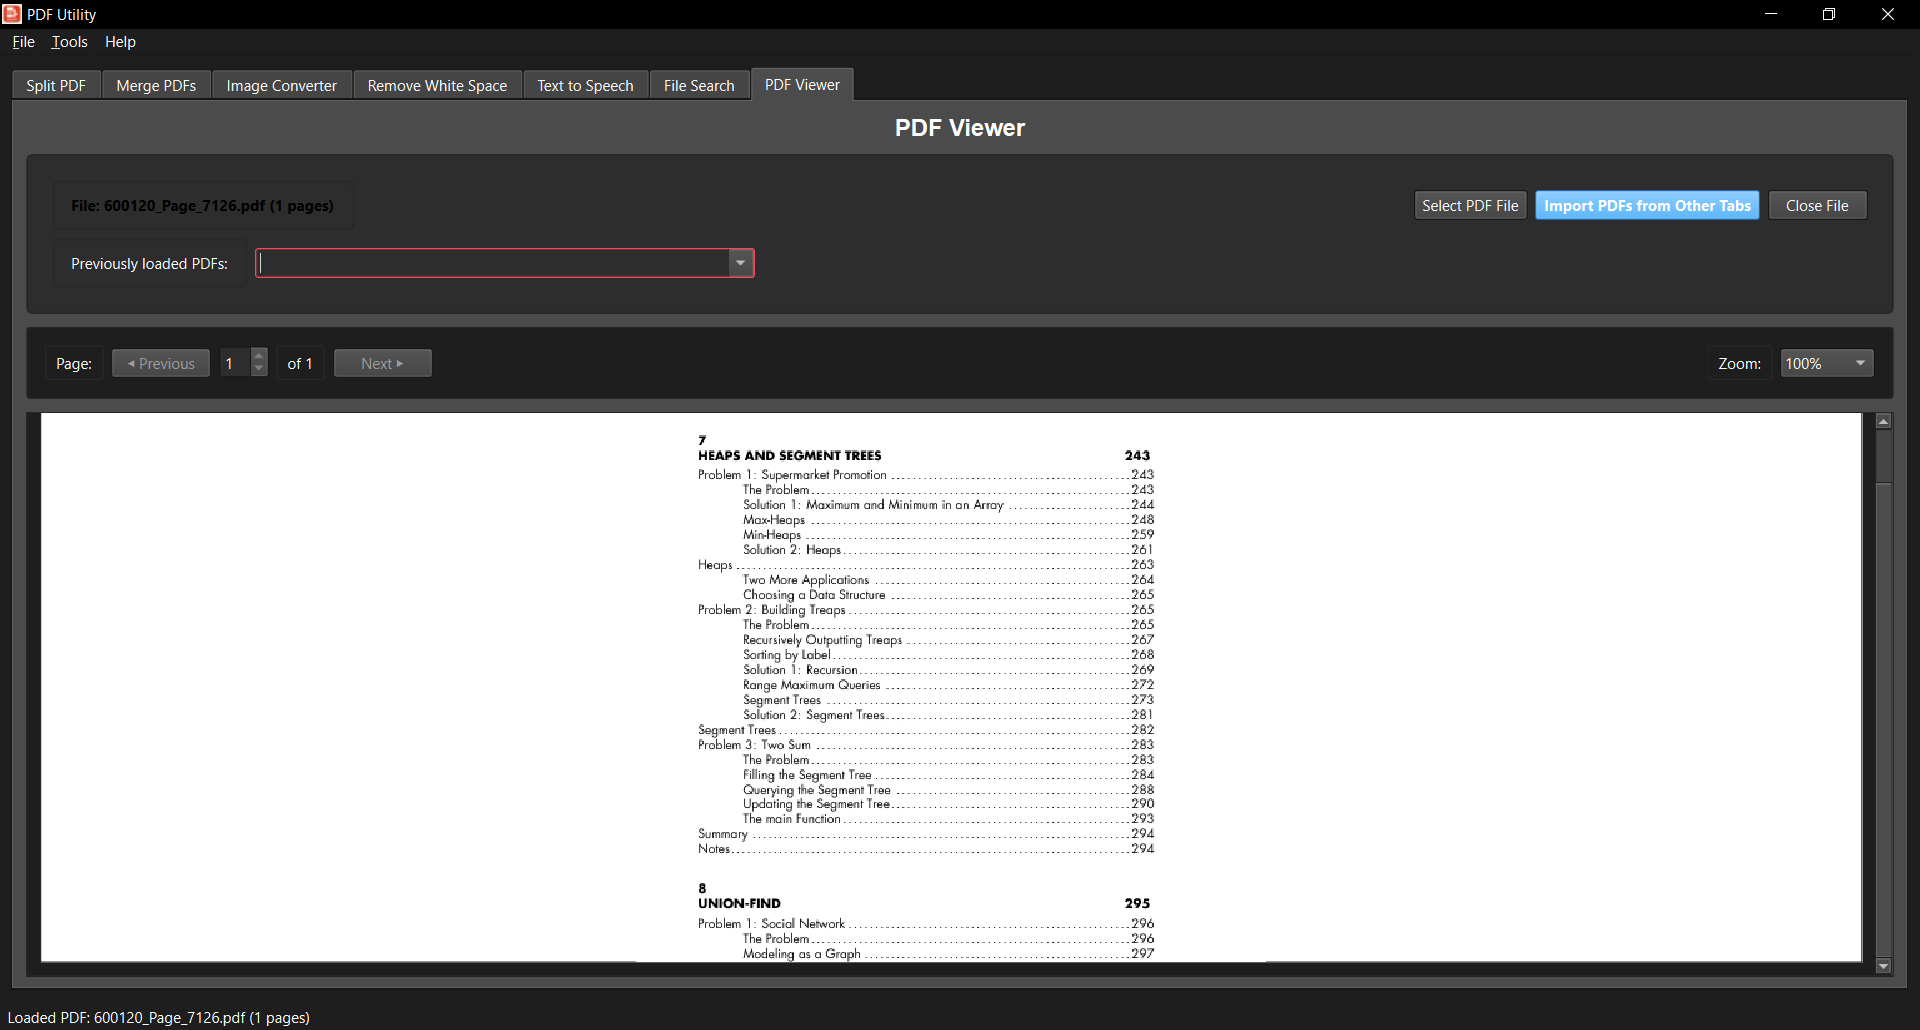 PDF Utility
File Tools Help
Split PDF Merge PDFs Image Converter Remove White Space Text to Speech File Search PDF Viewer
PDF Viewer
File: 600120_Page_7126.pdf (1 pages) Select PDF File Import PDFs from Other Tabs Close File
Previously loaded PDFs:
Page: Previous 1 of 1 Next Zoom: 100%
7
HEAPS AND SEGMENT TREES 243
Problem 1: Supermarket Promotion 243
The Problem 243
Solution 1: Maximum and Minimum in an Array 244
Max-Heaps 248
Min-Heaps 259
Solution 2: Heaps 261
Heaps 263
Two More Applications 264
Choosing a Data Structure 265
Problem 2: Building Treaps 265
The Problem 265
Recursively Outputting Treaps 267
Sorting by Label 268
Solution 1: Recursion 269
Range Maximum Queries 272
Segment Trees 273
Solution 2: Segment Trees 281
Segment Trees 282
Problem 3: Two Sum 283
The Problem 283
Filling the Segment Tree 284
Querying the Segment Tree 288
Updating the Segment Tree 290
The main Function 293
Summary 294
Notes 294
8
UNION-FIND 295
Problem 1: Social Network 296
The Problem 296
Modeling as a Graph 297
Loaded PDF: 600120_Page_7126.pdf (1 pages)